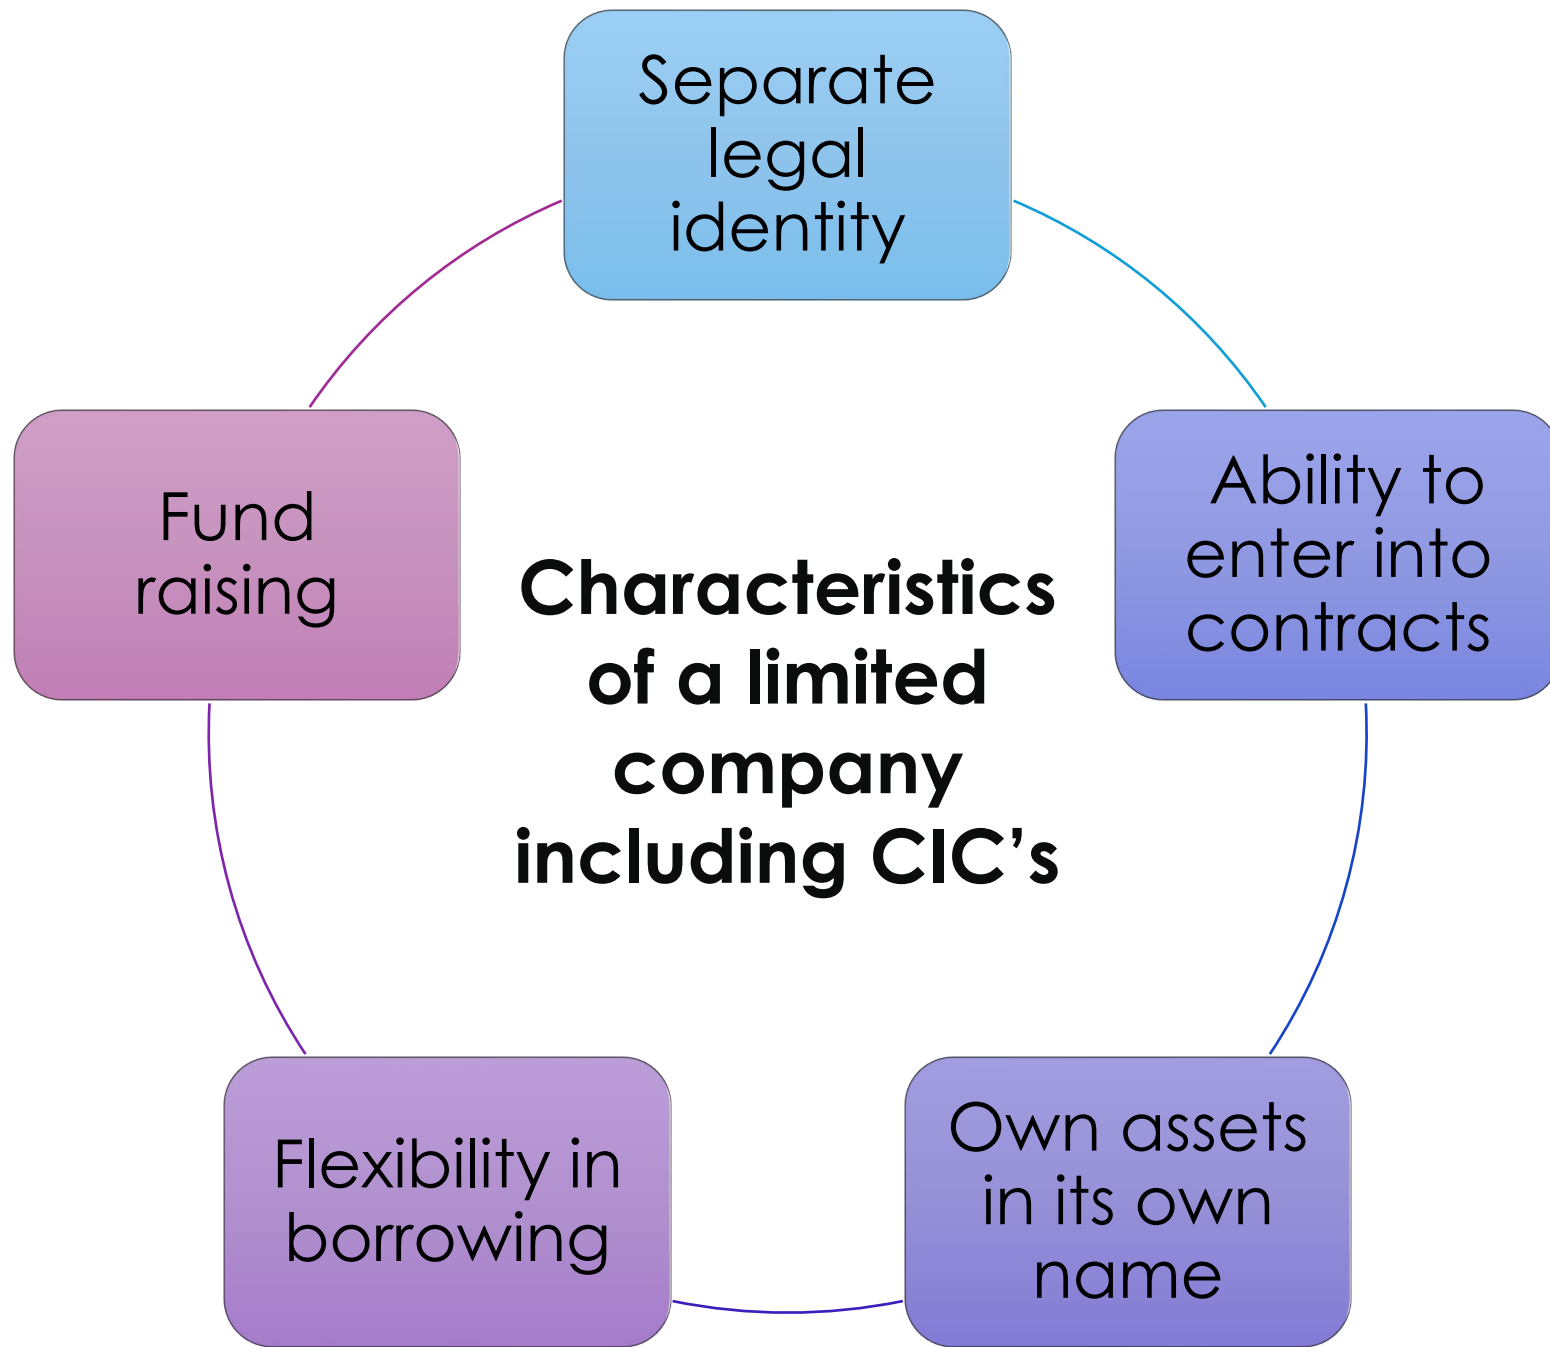 Separate
legal
identity
Ability to
enter into
contracts
Own assets
in its own
name
Flexibility in
borrowing
Fund
raising
Characteristics
of a limited
company
including CIC’s